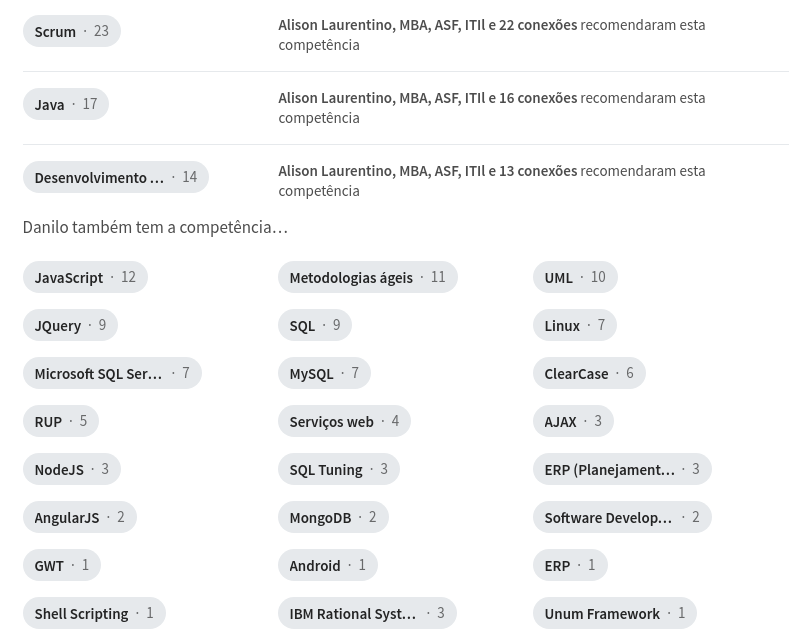 Scrum · 23
Alison Laurentino, MBA, ASF, ITIl e 22 conexões recomendaram esta
competência
Java · 17
Alison Laurentino, MBA, ASF, ITIl e 16 conexões recomendaram esta
competência
Desenvolvimento ... · 14
Alison Laurentino, MBA, ASF, ITIl e 13 conexões recomendaram esta
competência
Danilo também tem a competência...
JavaScript · 12
Metodologias ágeis · 11
UML · 10
JQuery · 9
SQL · 9
Linux · 7
Microsoft SQL Ser... · 7
MySQL · 7
ClearCase · 6
RUP · 5
Serviços web · 4
AJAX · 3
NodeJS · 3
SQL Tuning · 3
ERP (Planejament... · 3
AngularJS · 2
MongoDB · 2
Software Develop... · 2
GWT · 1
Android · 1
ERP · 1
Shell Scripting · 1
IBM Rational Syst... · 3
Unum Framework · 1